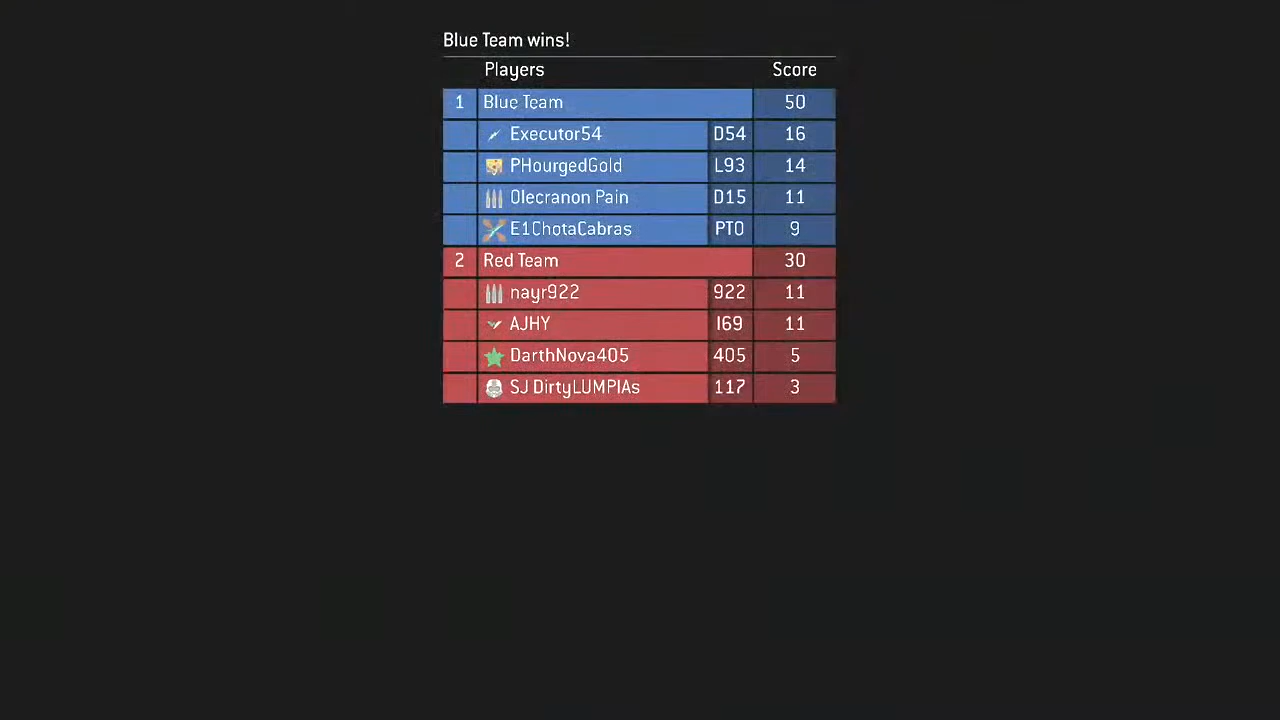 Blue Team wins!
Players Score
1 Blue Team 50
Executor54 D54 16
PHourgedGold L93 14
Olecranon Pain D15 11
E1ChotaCabras PTO 9
2 Red Team 30
nayr922 922 11
AJHY I69 11
DarthNova405 405 5
SJ DirtyLUMPIAs 117 3